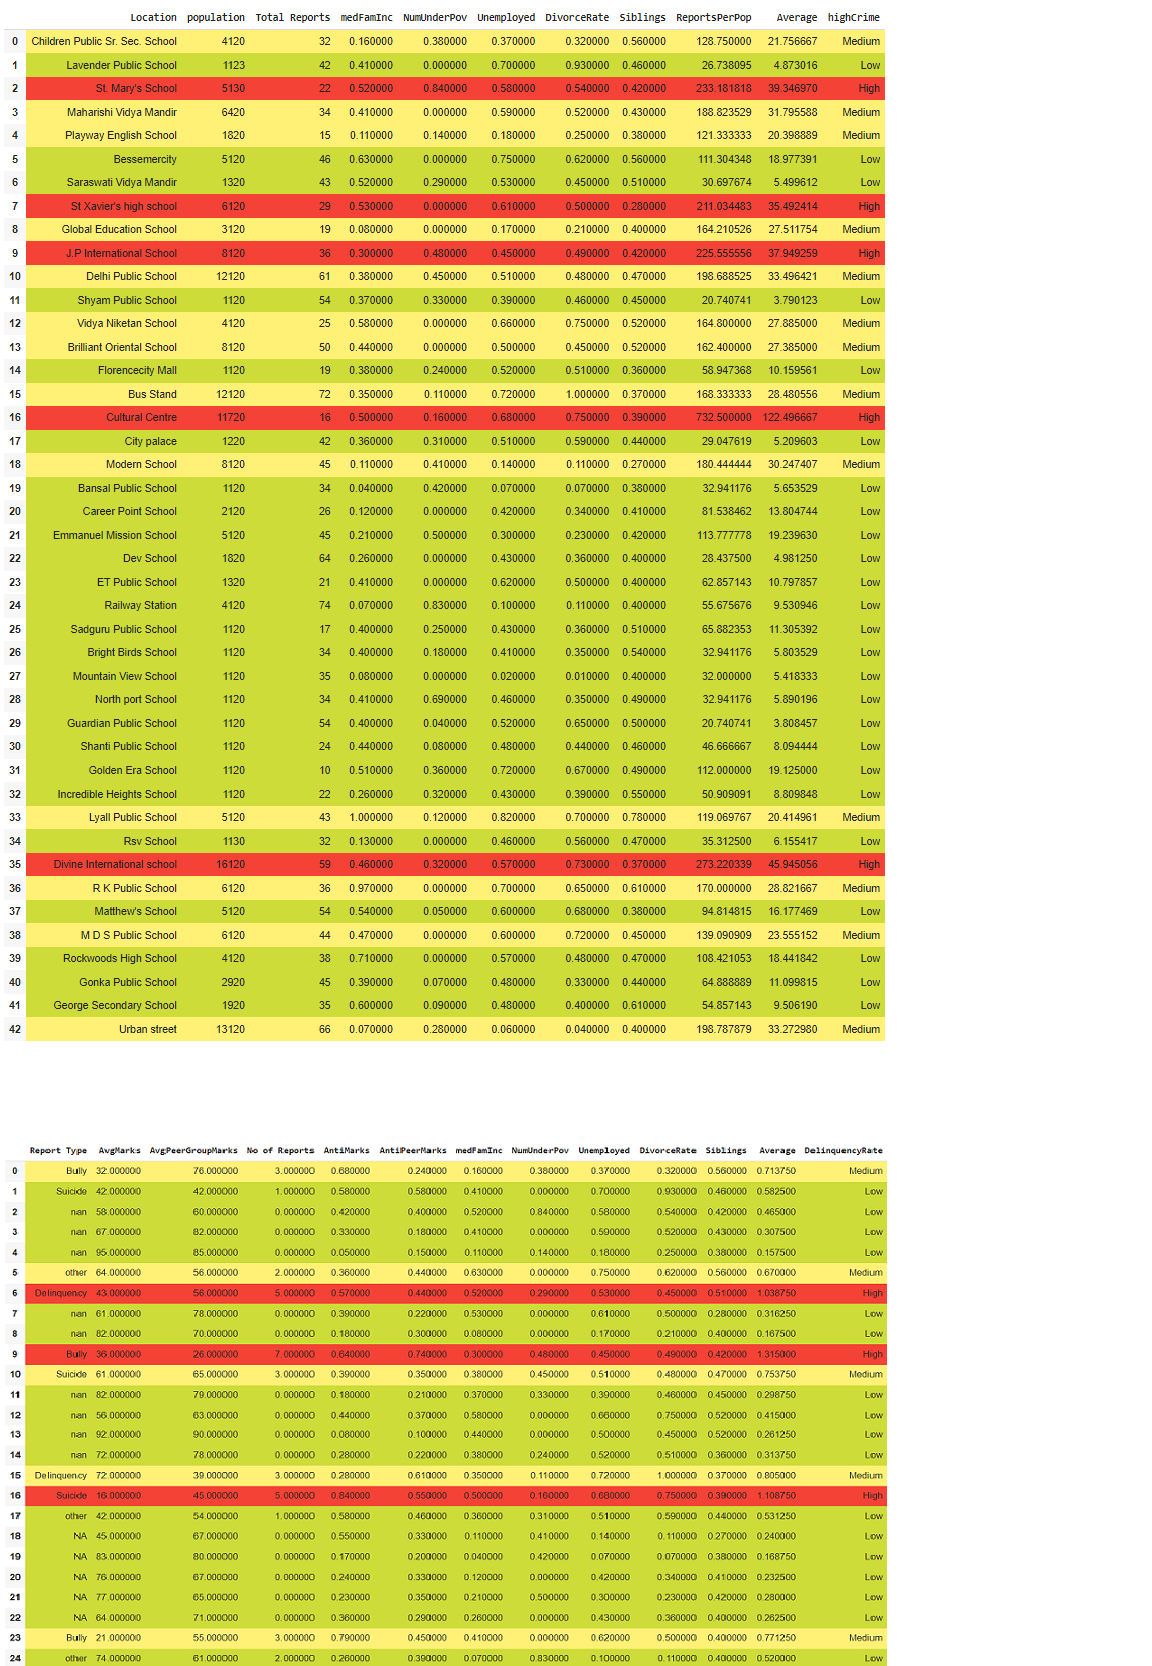 Location population Total Reports medFamInc NumUnderPov Unemployed DivorceRate Siblings ReportsPerPop Average highCrime
0 Children Public Sr. Sec. School 4120 32 0.160000 0.380000 0.370000 0.320000 0.560000 128.750000 21.756667 Medium
1 Lavender Public School 1123 42 0.410000 0.000000 0.700000 0.930000 0.460000 26.738095 4.873016 Low
2 St. Mary's School 5130 22 0.520000 0.840000 0.580000 0.540000 0.420000 233.181818 39.346970 High
3 Maharishi Vidya Mandir 6420 34 0.410000 0.000000 0.590000 0.520000 0.430000 188.823529 31.795588 Medium
4 Playway English School 1820 15 0.110000 0.140000 0.180000 0.250000 0.380000 121.333333 20.398889 Medium
5 Bessemercity 5120 46 0.630000 0.000000 0.750000 0.620000 0.560000 111.304348 18.977391 Low
6 Saraswati Vidya Mandir 1320 43 0.520000 0.290000 0.530000 0.450000 0.510000 30.697674 5.499612 Low
7 St Xavier's high school 6120 29 0.530000 0.000000 0.610000 0.500000 0.280000 211.034483 35.492414 High
8 Global Education School 3120 19 0.080000 0.000000 0.170000 0.210000 0.400000 164.210526 27.511754 Medium
9 J.P International School 8120 36 0.300000 0.480000 0.450000 0.490000 0.420000 225.555556 37.949259 High
10 Delhi Public School 12120 61 0.380000 0.450000 0.510000 0.480000 0.470000 198.688525 33.496421 Medium
11 Shyam Public School 1120 54 0.370000 0.330000 0.390000 0.460000 0.450000 20.740741 3.790123 Low
12 Vidya Niketan School 4120 25 0.580000 0.000000 0.660000 0.750000 0.520000 164.800000 27.885000 Medium
13 Brilliant Oriental School 8120 50 0.440000 0.000000 0.500000 0.450000 0.520000 162.400000 27.385000 Medium
14 Florencecity Mall 1120 19 0.380000 0.240000 0.520000 0.510000 0.360000 58.947368 10.159561 Low
15 Bus Stand 12120 72 0.350000 0.110000 0.720000 1.000000 0.370000 168.333333 28.480556 Medium
16 Cultural Centre 11720 16 0.500000 0.160000 0.680000 0.750000 0.390000 732.500000 122.496667 High
17 City palace 1220 42 0.360000 0.310000 0.510000 0.590000 0.440000 29.047619 5.209603 Low
18 Modern School 8120 45 0.110000 0.410000 0.140000 0.110000 0.270000 180.444444 30.247407 Medium
19 Bansal Public School 1120 34 0.040000 0.420000 0.070000 0.070000 0.380000 32.941176 5.653529 Low
20 Career Point School 2120 26 0.120000 0.000000 0.420000 0.340000 0.410000 81.538462 13.804744 Low
21 Emmanuel Mission School 5120 45 0.210000 0.500000 0.300000 0.230000 0.420000 113.777778 19.239630 Low
22 Dev School 1820 64 0.260000 0.000000 0.430000 0.360000 0.400000 28.437500 4.981250 Low
23 ET Public School 1320 21 0.410000 0.000000 0.620000 0.500000 0.400000 62.857143 10.797857 Low
24 Railway Station 4120 74 0.070000 0.830000 0.100000 0.110000 0.400000 55.675676 9.530946 Low
25 Sadguru Public School 1120 17 0.400000 0.250000 0.430000 0.360000 0.510000 65.882353 11.305392 Low
26 Bright Birds School 1120 34 0.400000 0.180000 0.410000 0.350000 0.540000 32.941176 5.803529 Low
27 Mountain View School 1120 35 0.080000 0.000000 0.020000 0.010000 0.400000 32.000000 5.418333 Low
28 North port School 1120 34 0.410000 0.690000 0.460000 0.350000 0.490000 32.941176 5.890196 Low
29 Guardian Public School 1120 54 0.400000 0.040000 0.520000 0.650000 0.500000 20.740741 3.808457 Low
30 Shanti Public School 1120 24 0.440000 0.080000 0.480000 0.440000 0.460000 46.666667 8.094444 Low
31 Golden Era School 1120 10 0.510000 0.360000 0.720000 0.670000 0.490000 112.000000 19.125000 Low
32 Incredible Heights School 1120 22 0.260000 0.320000 0.430000 0.390000 0.550000 50.909091 8.809848 Low
33 Lyall Public School 5120 43 1.000000 0.120000 0.820000 0.700000 0.780000 119.069767 20.414961 Medium
34 Rsv School 1130 32 0.130000 0.000000 0.460000 0.560000 0.470000 35.312500 6.155417 Low
35 Divine International school 16120 59 0.460000 0.320000 0.570000 0.730000 0.370000 273.220339 45.945056 High
36 R K Public School 6120 36 0.970000 0.000000 0.700000 0.650000 0.610000 170.000000 28.821667 Medium
37 Matthew's School 5120 54 0.540000 0.050000 0.600000 0.680000 0.380000 94.814815 16.177469 Low
38 M D S Public School 6120 44 0.470000 0.000000 0.600000 0.720000 0.450000 139.090909 23.555152 Medium
39 Rockwoods High School 4120 38 0.710000 0.000000 0.570000 0.480000 0.470000 108.421053 18.441842 Low
40 Gonka Public School 2920 45 0.390000 0.070000 0.480000 0.330000 0.440000 64.888889 11.099815 Low
41 George Secondary School 1920 35 0.600000 0.090000 0.480000 0.400000 0.610000 54.857143 9.506190 Low
42 Urban street 13120 66 0.070000 0.280000 0.060000 0.040000 0.400000 198.787879 33.272980 Medium
Report Type AvgMarks AvgPeerGroupMarks No of Reports AntiMarks AntiPeerMarks medFamInc NumUnderPov Unemployed DivorceRate Siblings Average DelinquencyRate
0 Bully 32.000000 76.000000 3.000000 0.680000 0.240000 0.160000 0.380000 0.370000 0.320000 0.560000 0.713750 Medium
1 Suicide 42.000000 42.000000 1.000000 0.580000 0.580000 0.410000 0.000000 0.700000 0.930000 0.460000 0.582500 Low
2 nan 58.000000 60.000000 0.000000 0.420000 0.400000 0.520000 0.840000 0.580000 0.540000 0.420000 0.465000 Low
3 nan 67.000000 82.000000 0.000000 0.330000 0.180000 0.410000 0.000000 0.590000 0.520000 0.430000 0.307500 Low
4 nan 95.000000 85.000000 0.000000 0.050000 0.150000 0.110000 0.140000 0.180000 0.250000 0.380000 0.157500 Low
5 other 64.000000 56.000000 2.000000 0.360000 0.440000 0.630000 0.000000 0.750000 0.620000 0.560000 0.670000 Medium
6 Delinquency 43.000000 56.000000 5.000000 0.570000 0.440000 0.520000 0.290000 0.530000 0.450000 0.510000 1.038750 High
7 nan 61.000000 78.000000 0.000000 0.390000 0.220000 0.530000 0.000000 0.610000 0.500000 0.280000 0.316250 Low
8 nan 82.000000 70.000000 0.000000 0.180000 0.300000 0.080000 0.000000 0.170000 0.210000 0.400000 0.167500 Low
9 Bully 36.000000 26.000000 7.000000 0.640000 0.740000 0.300000 0.480000 0.450000 0.490000 0.420000 1.315000 High
10 Suicide 61.000000 65.000000 3.000000 0.390000 0.350000 0.380000 0.450000 0.510000 0.480000 0.470000 0.753750 Medium
11 nan 82.000000 79.000000 0.000000 0.180000 0.210000 0.370000 0.330000 0.390000 0.460000 0.450000 0.298750 Low
12 nan 56.000000 63.000000 0.000000 0.440000 0.370000 0.580000 0.000000 0.660000 0.750000 0.520000 0.415000 Low
13 nan 92.000000 90.000000 0.000000 0.080000 0.100000 0.440000 0.000000 0.500000 0.450000 0.520000 0.261250 Low
14 nan 72.000000 78.000000 0.000000 0.280000 0.220000 0.380000 0.240000 0.520000 0.510000 0.360000 0.313750 Low
15 Delinquency 72.000000 39.000000 3.000000 0.280000 0.610000 0.350000 0.110000 0.720000 1.000000 0.370000 0.805000 Medium
16 Suicide 16.000000 45.000000 5.000000 0.840000 0.550000 0.500000 0.160000 0.680000 0.750000 0.390000 1.108750 High
17 other 42.000000 54.000000 1.000000 0.580000 0.460000 0.360000 0.310000 0.510000 0.590000 0.440000 0.531250 Low
18 NA 45.000000 67.000000 0.000000 0.550000 0.330000 0.110000 0.410000 0.140000 0.110000 0.270000 0.240000 Low
19 NA 83.000000 80.000000 0.000000 0.170000 0.200000 0.040000 0.420000 0.070000 0.070000 0.380000 0.168750 Low
20 NA 76.000000 67.000000 0.000000 0.240000 0.330000 0.120000 0.000000 0.420000 0.340000 0.410000 0.232500 Low
21 NA 77.000000 65.000000 0.000000 0.230000 0.350000 0.210000 0.500000 0.300000 0.230000 0.420000 0.280000 Low
22 NA 64.000000 71.000000 0.000000 0.360000 0.290000 0.260000 0.000000 0.430000 0.360000 0.400000 0.262500 Low
23 Bully 21.000000 55.000000 3.000000 0.790000 0.450000 0.410000 0.000000 0.620000 0.500000 0.400000 0.771250 Medium
24 other 74.000000 61.000000 2.000000 0.260000 0.390000 0.070000 0.830000 0.100000 0.110000 0.400000 0.520000 Low